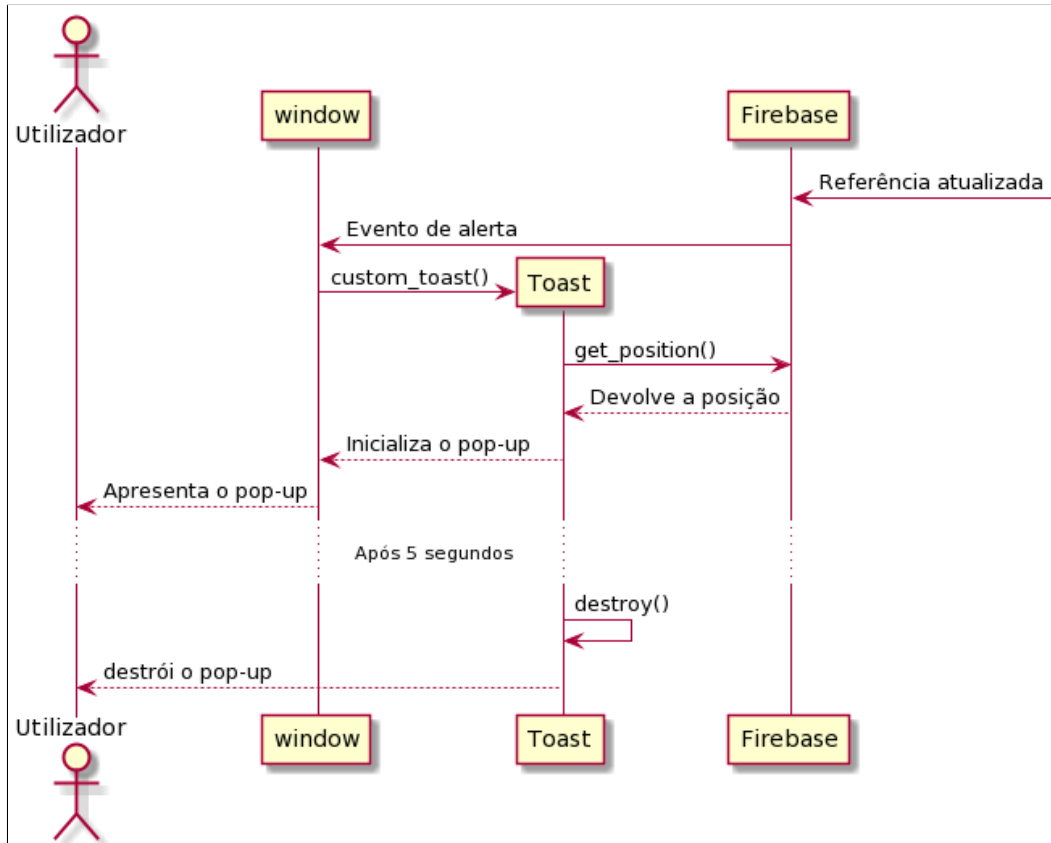 Utilizador
window
Firebase
Referência atualizada
Evento de alerta
custom_toast()
Toast
get_position()
Devolve a posição
Inicializa o pop-up
Apresenta o pop-up
Após 5 segundos
destroy()
destrói o pop-up
Utilizador
window
Toast
Firebase